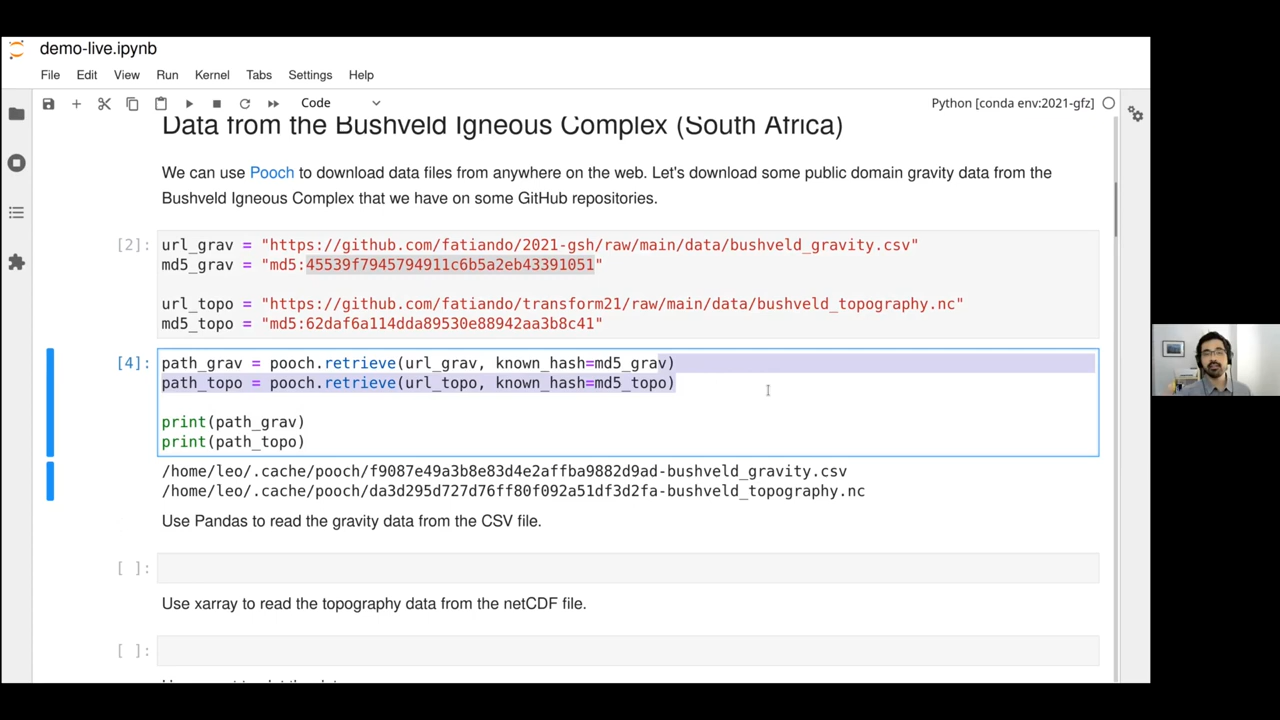 demo-live.ipynb
File Edit View Run Kernel Tabs Settings Help
Code
Python [conda env:2021-gfz]
Data from the Bushveld Igneous Complex (South Africa)
We can use Pooch to download data files from anywhere on the web. Let's download some public domain gravity data from the
Bushveld Igneous Complex that we have on some GitHub repositories.
[2]: url_grav = "https://github.com/fatiando/2021-gsh/raw/main/data/bushveld_gravity.csv"
md5_grav = "md5:45539f7945794911c6b5a2eb43391051"
url_topo = "https://github.com/fatiando/transform21/raw/main/data/bushveld_topography.nc"
md5_topo = "md5:62daf6a114dda89530e88942aa3b8c41"
[4]: path_grav = pooch.retrieve(url_grav, known_hash=md5_grav)
path_topo = pooch.retrieve(url_topo, known_hash=md5_topo)
print(path_grav)
print(path_topo)
/home/leo/.cache/pooch/f9087e49a3b8e83d4e2affba9882d9ad-bushveld_gravity.csv
/home/leo/.cache/pooch/da3d295d727d76ff80f092a51df3d2fa-bushveld_topography.nc
Use Pandas to read the gravity data from the CSV file.
[ ]:
Use xarray to read the topography data from the netCDF file.
[ ]: